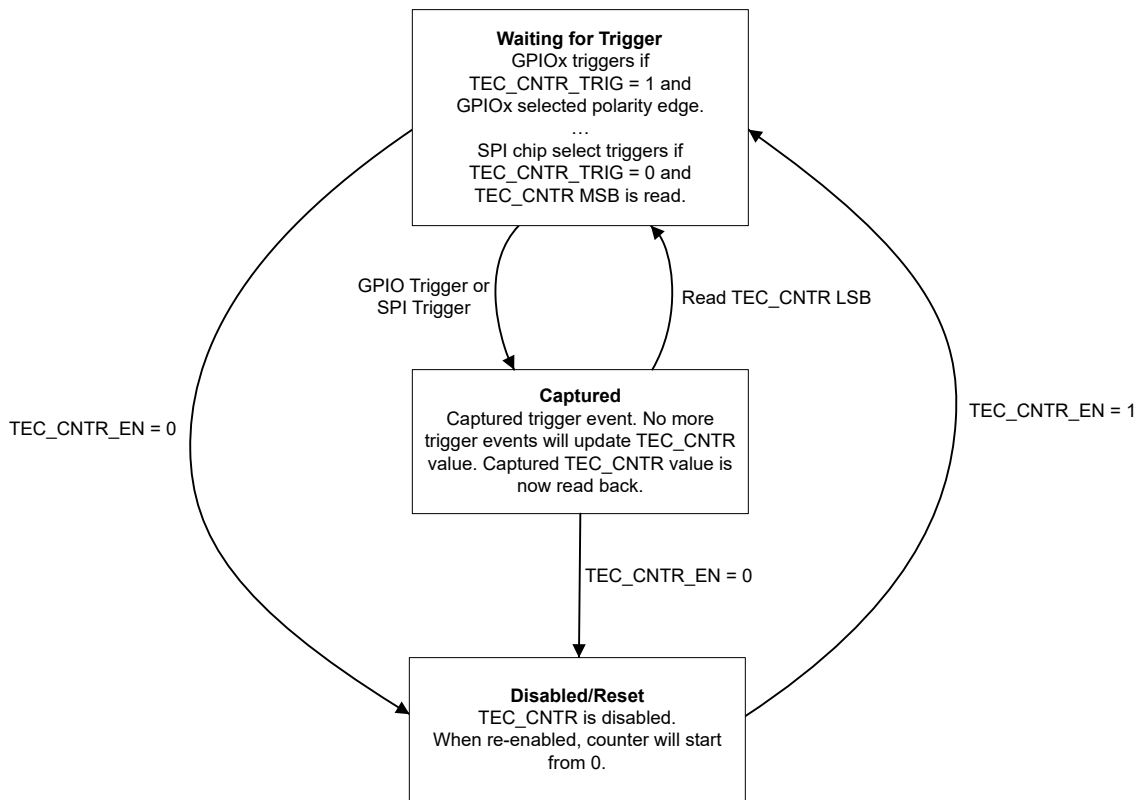 Waiting for Trigger
GPIOx triggers if
TEC_CNTR_TRIG = 1 and
GPIOx selected polarity edge.
…
SPI chip select triggers if
TEC_CNTR_TRIG = 0 and
TEC_CNTR MSB is read.
GPIO Trigger or
SPI Trigger
Read TEC_CNTR LSB
Captured
Captured trigger event. No more
trigger events will update TEC_CNTR
value. Captured TEC_CNTR value is
now read back.
TEC_CNTR_EN = 0
TEC_CNTR_EN = 1
TEC_CNTR_EN = 0
Disabled/Reset
TEC_CNTR is disabled.
When re-enabled, counter will start
from 0.